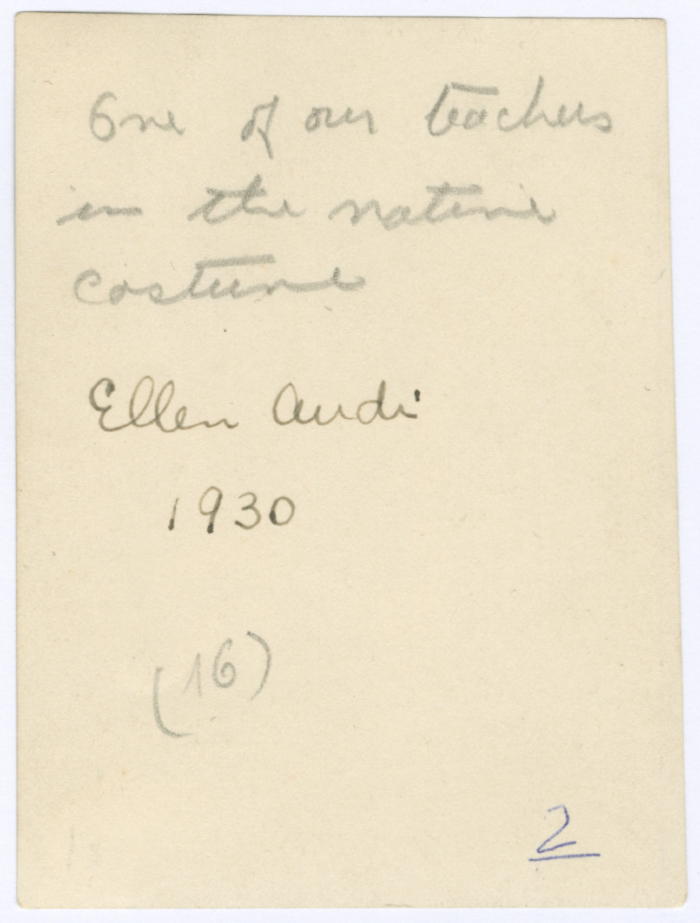 One of our teachers
in the native
costume
Ellen Audi
1930
(16)
2